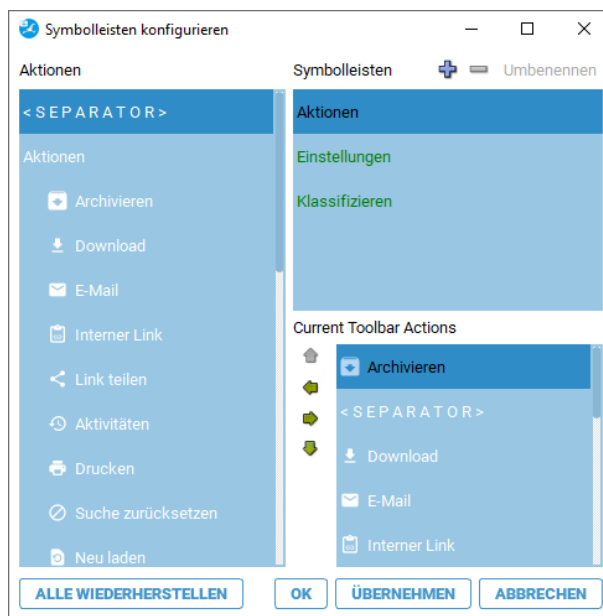 Symbolleisten konfigurieren
Aktionen
<SEPARATOR>
Aktionen
Archivieren
Download
E-Mail
Interner Link
Link teilen
Aktivitäten
Drucken
Suche zurücksetzen
Neu laden
Symbolleisten
Umbenennen
Aktionen
Einstellungen
Klassifizieren
Current Toolbar Actions
Archivieren
<SEPARATOR>
Download
E-Mail
Interner Link
ALLE WIEDERHERSTELLEN
OK
ÜBERNEHMEN
ABBRECHEN